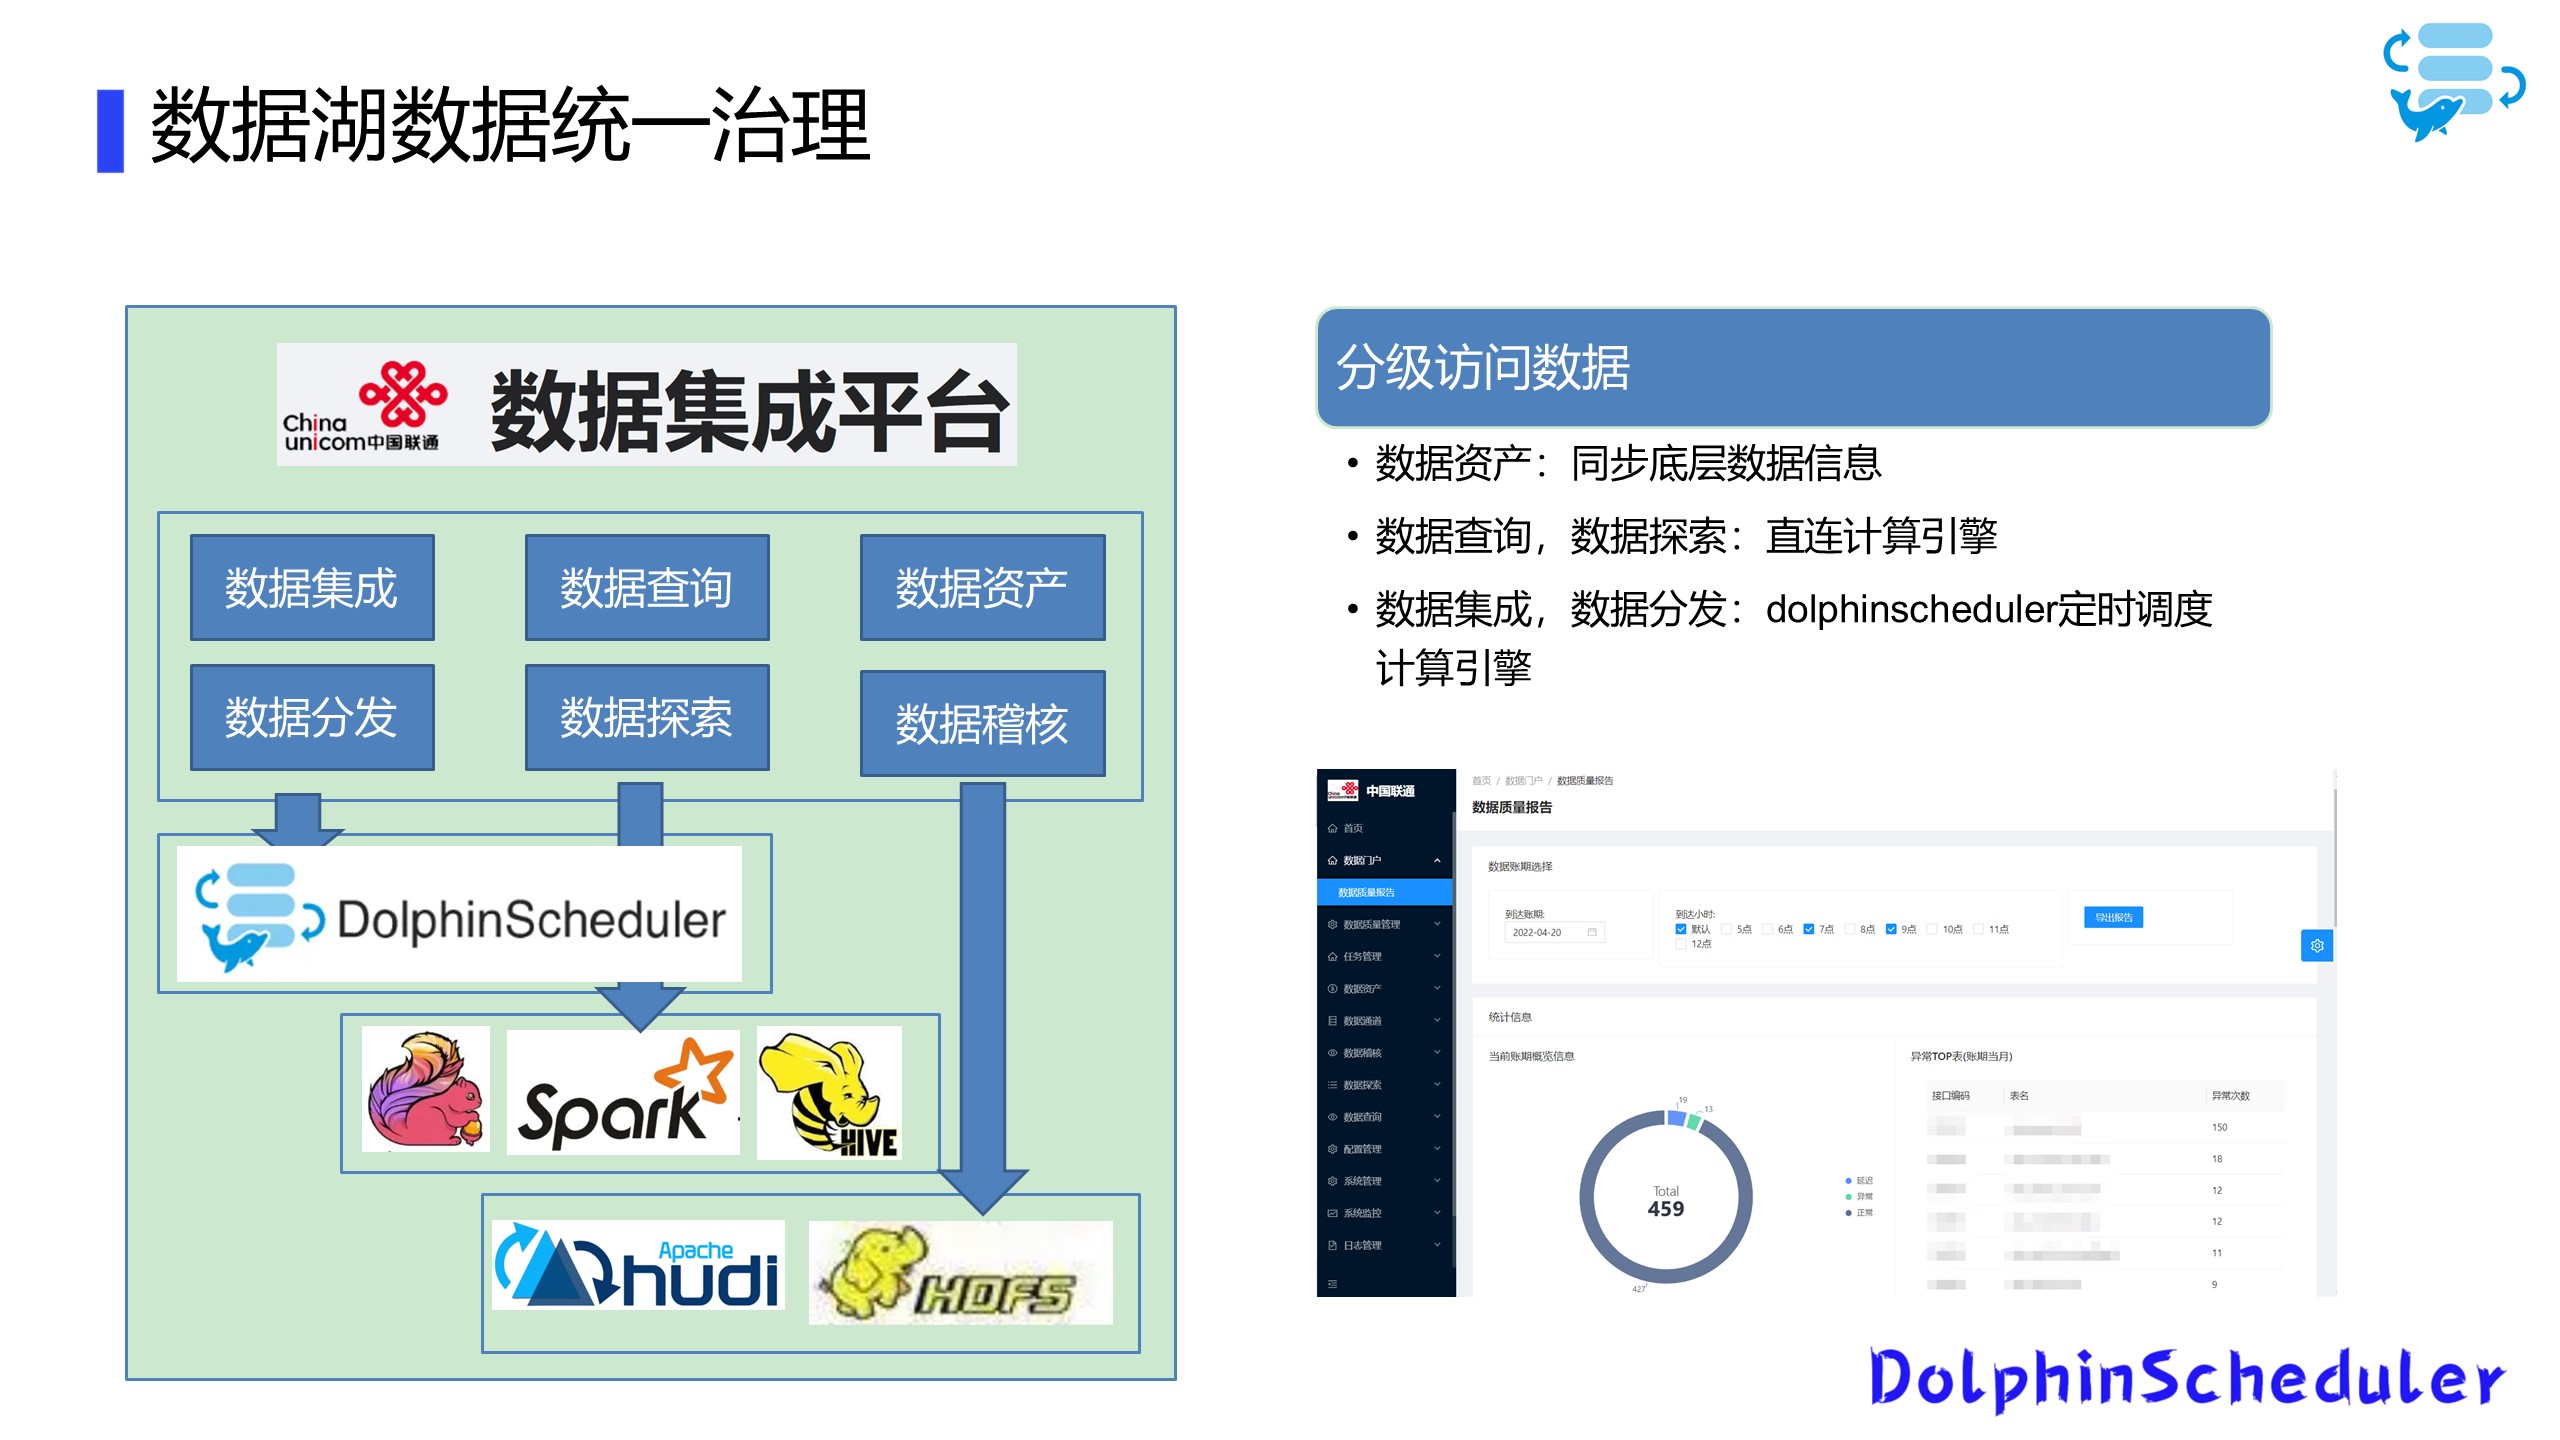 数据湖数据统一治理
China
unicom中国联通
数据集成平台
数据集成
数据查询
数据资产
数据分发
数据探索
数据稽核
DolphinScheduler
Spark
HIVE
Apache
hudi
HDFS
分级访问数据
• 数据资产：同步底层数据信息
• 数据查询，数据探索：直连计算引擎
• 数据集成，数据分发：dolphinscheduler定时调度
计算引擎
中国联通
首页
数据门户
数据质量报告
数据质量管理
任务管理
数据资产
数据通道
数据稽核
数据探索
数据查询
配置管理
系统管理
系统监控
日志管理
首页 / 数据门户 / 数据质量报告
数据质量报告
数据账期选择
到达账期:
2022-04-20
到达小时:
默认 5点 6点 7点 8点 9点 10点 11点
12点
导出报告
统计信息
当前账期概览信息
19
13
Total
459
427
延迟
异常
正常
异常TOP表(账期当月)
接口编码 表名 异常次数
150
18
12
12
11
9
DolphinScheduler